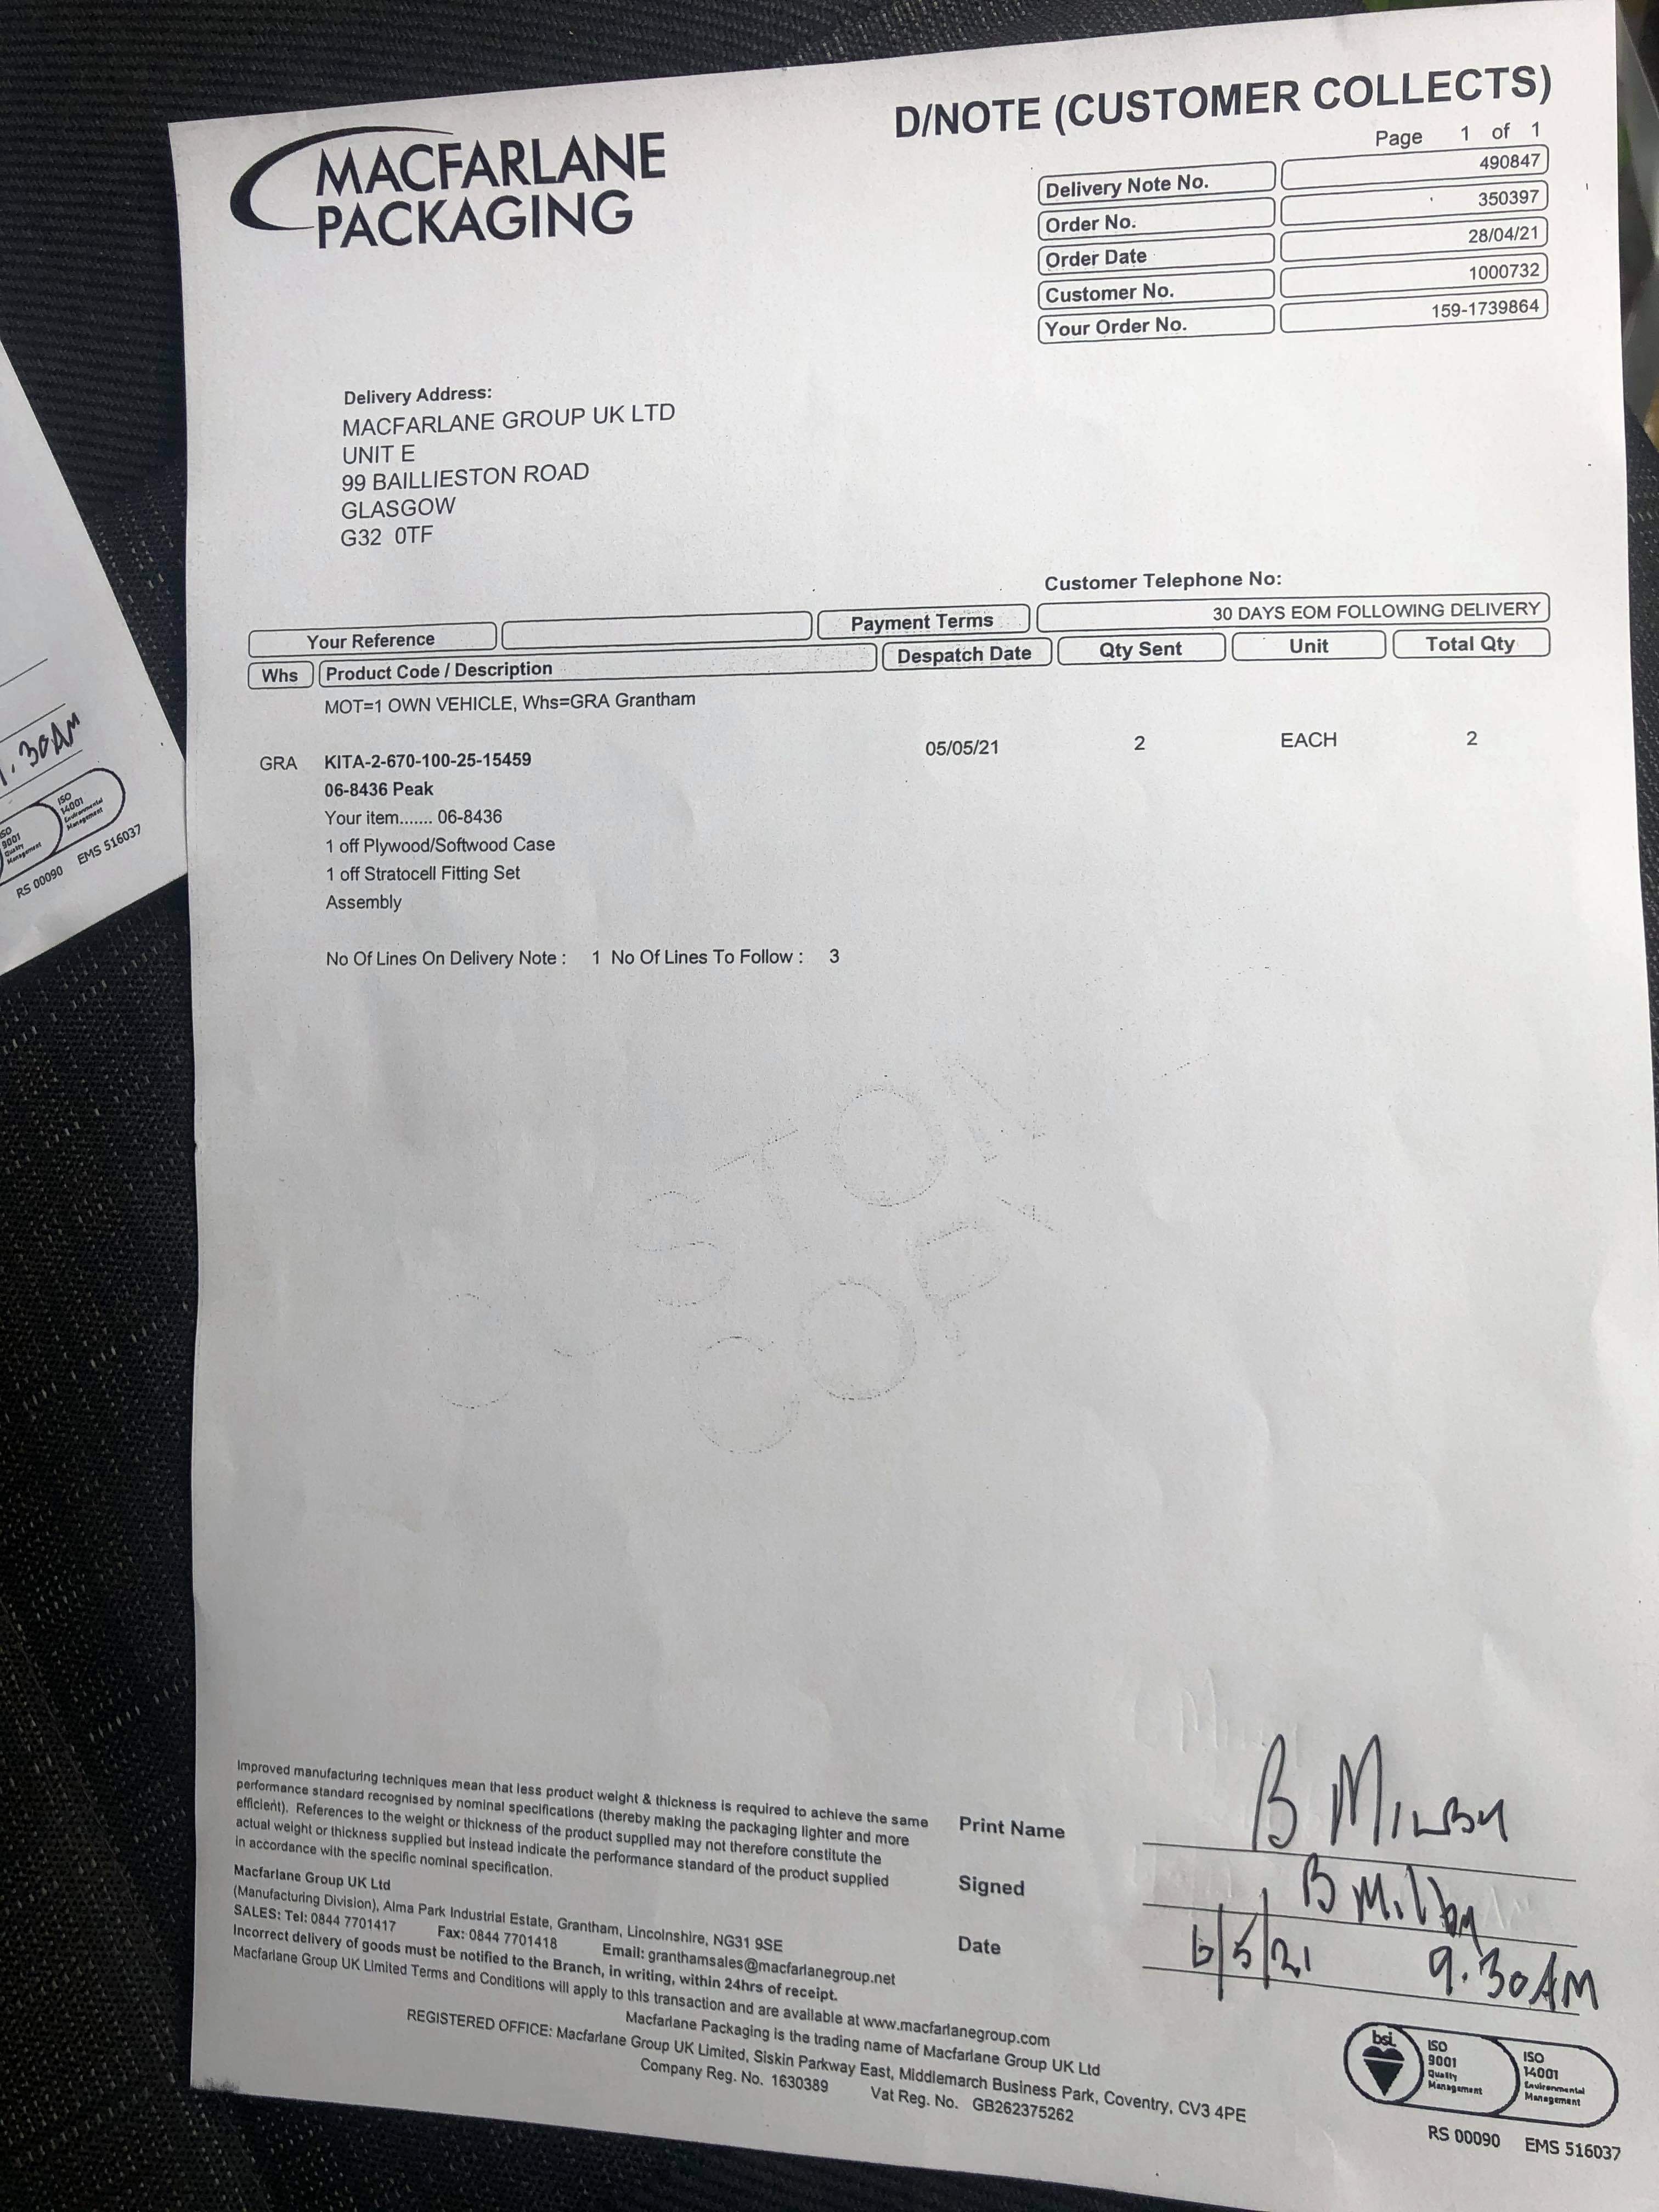 MACFARLANE
PACKAGING
D/NOTE (CUSTOMER COLLECTS)
Page 1 of 1
Delivery Note No. 490847
Order No. 350397
Order Date 28/04/21
Customer No. 1000732
Your Order No. 159-1739864
Delivery Address:
MACFARLANE GROUP UK LTD
UNIT E
99 BAILLIESTON ROAD
GLASGOW
G32 0TF
Customer Telephone No:
Your Reference Payment Terms 30 DAYS EOM FOLLOWING DELIVERY
Whs Product Code / Description Despatch Date Qty Sent Unit Total Qty
MOT=1 OWN VEHICLE, Whs=GRA Grantham
GRA KITA-2-670-100-25-15459 05/05/21 2 EACH 2
06-8436 Peak
Your item....... 06-8436
1 off Plywood/Softwood Case
1 off Stratocell Fitting Set
Assembly
No Of Lines On Delivery Note : 1 No Of Lines To Follow : 3
COPY
Improved manufacturing techniques mean that less product weight & thickness is required to achieve the same
performance standard recognised by nominal specifications (thereby making the packaging lighter and more
efficient). References to the weight or thickness of the product supplied may not therefore constitute the
actual weight or thickness supplied but instead indicate the performance standard of the product supplied
in accordance with the specific nominal specification.
Print Name B MILBY
Signed B Milby
Date 6/5/21 9.30AM
Macfarlane Group UK Ltd
(Manufacturing Division), Alma Park Industrial Estate, Grantham, Lincolnshire, NG31 9SE
SALES: Tel: 0844 7701417 Fax: 0844 7701418 Email: granthamsales@macfarlanegroup.net
Incorrect delivery of goods must be notified to the Branch, in writing, within 24hrs of receipt.
Macfarlane Group UK Limited Terms and Conditions will apply to this transaction and are available at www.macfarlanegroup.com
Macfarlane Packaging is the trading name of Macfarlane Group UK Ltd
REGISTERED OFFICE: Macfarlane Group UK Limited, Siskin Parkway East, Middlemarch Business Park, Coventry, CV3 4PE
Company Reg. No. 1630389 Vat Reg. No. GB262375262
bsi.
ISO
9001
Quality
Management
ISO
14001
Environmental
Management
RS 00090 EMS 516037
.30AM
ISO
9001
Quality
Management
ISO
14001
Environmental
Management
RS 00090 EMS 516037